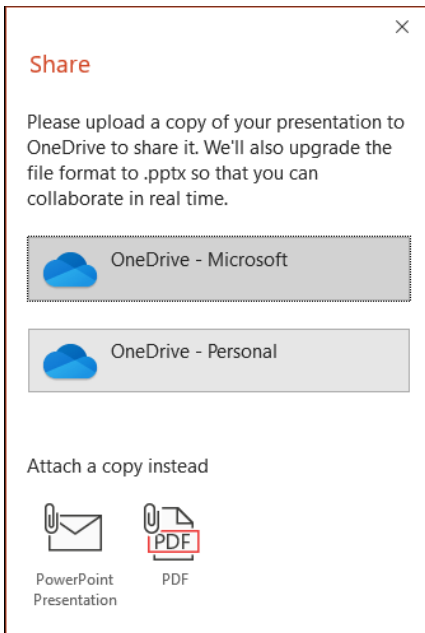 Share
Please upload a copy of your presentation to
OneDrive to share it. We'll also upgrade the
file format to .pptx so that you can
collaborate in real time.
OneDrive - Microsoft
OneDrive - Personal
Attach a copy instead
PDF
PowerPoint
Presentation
PDF